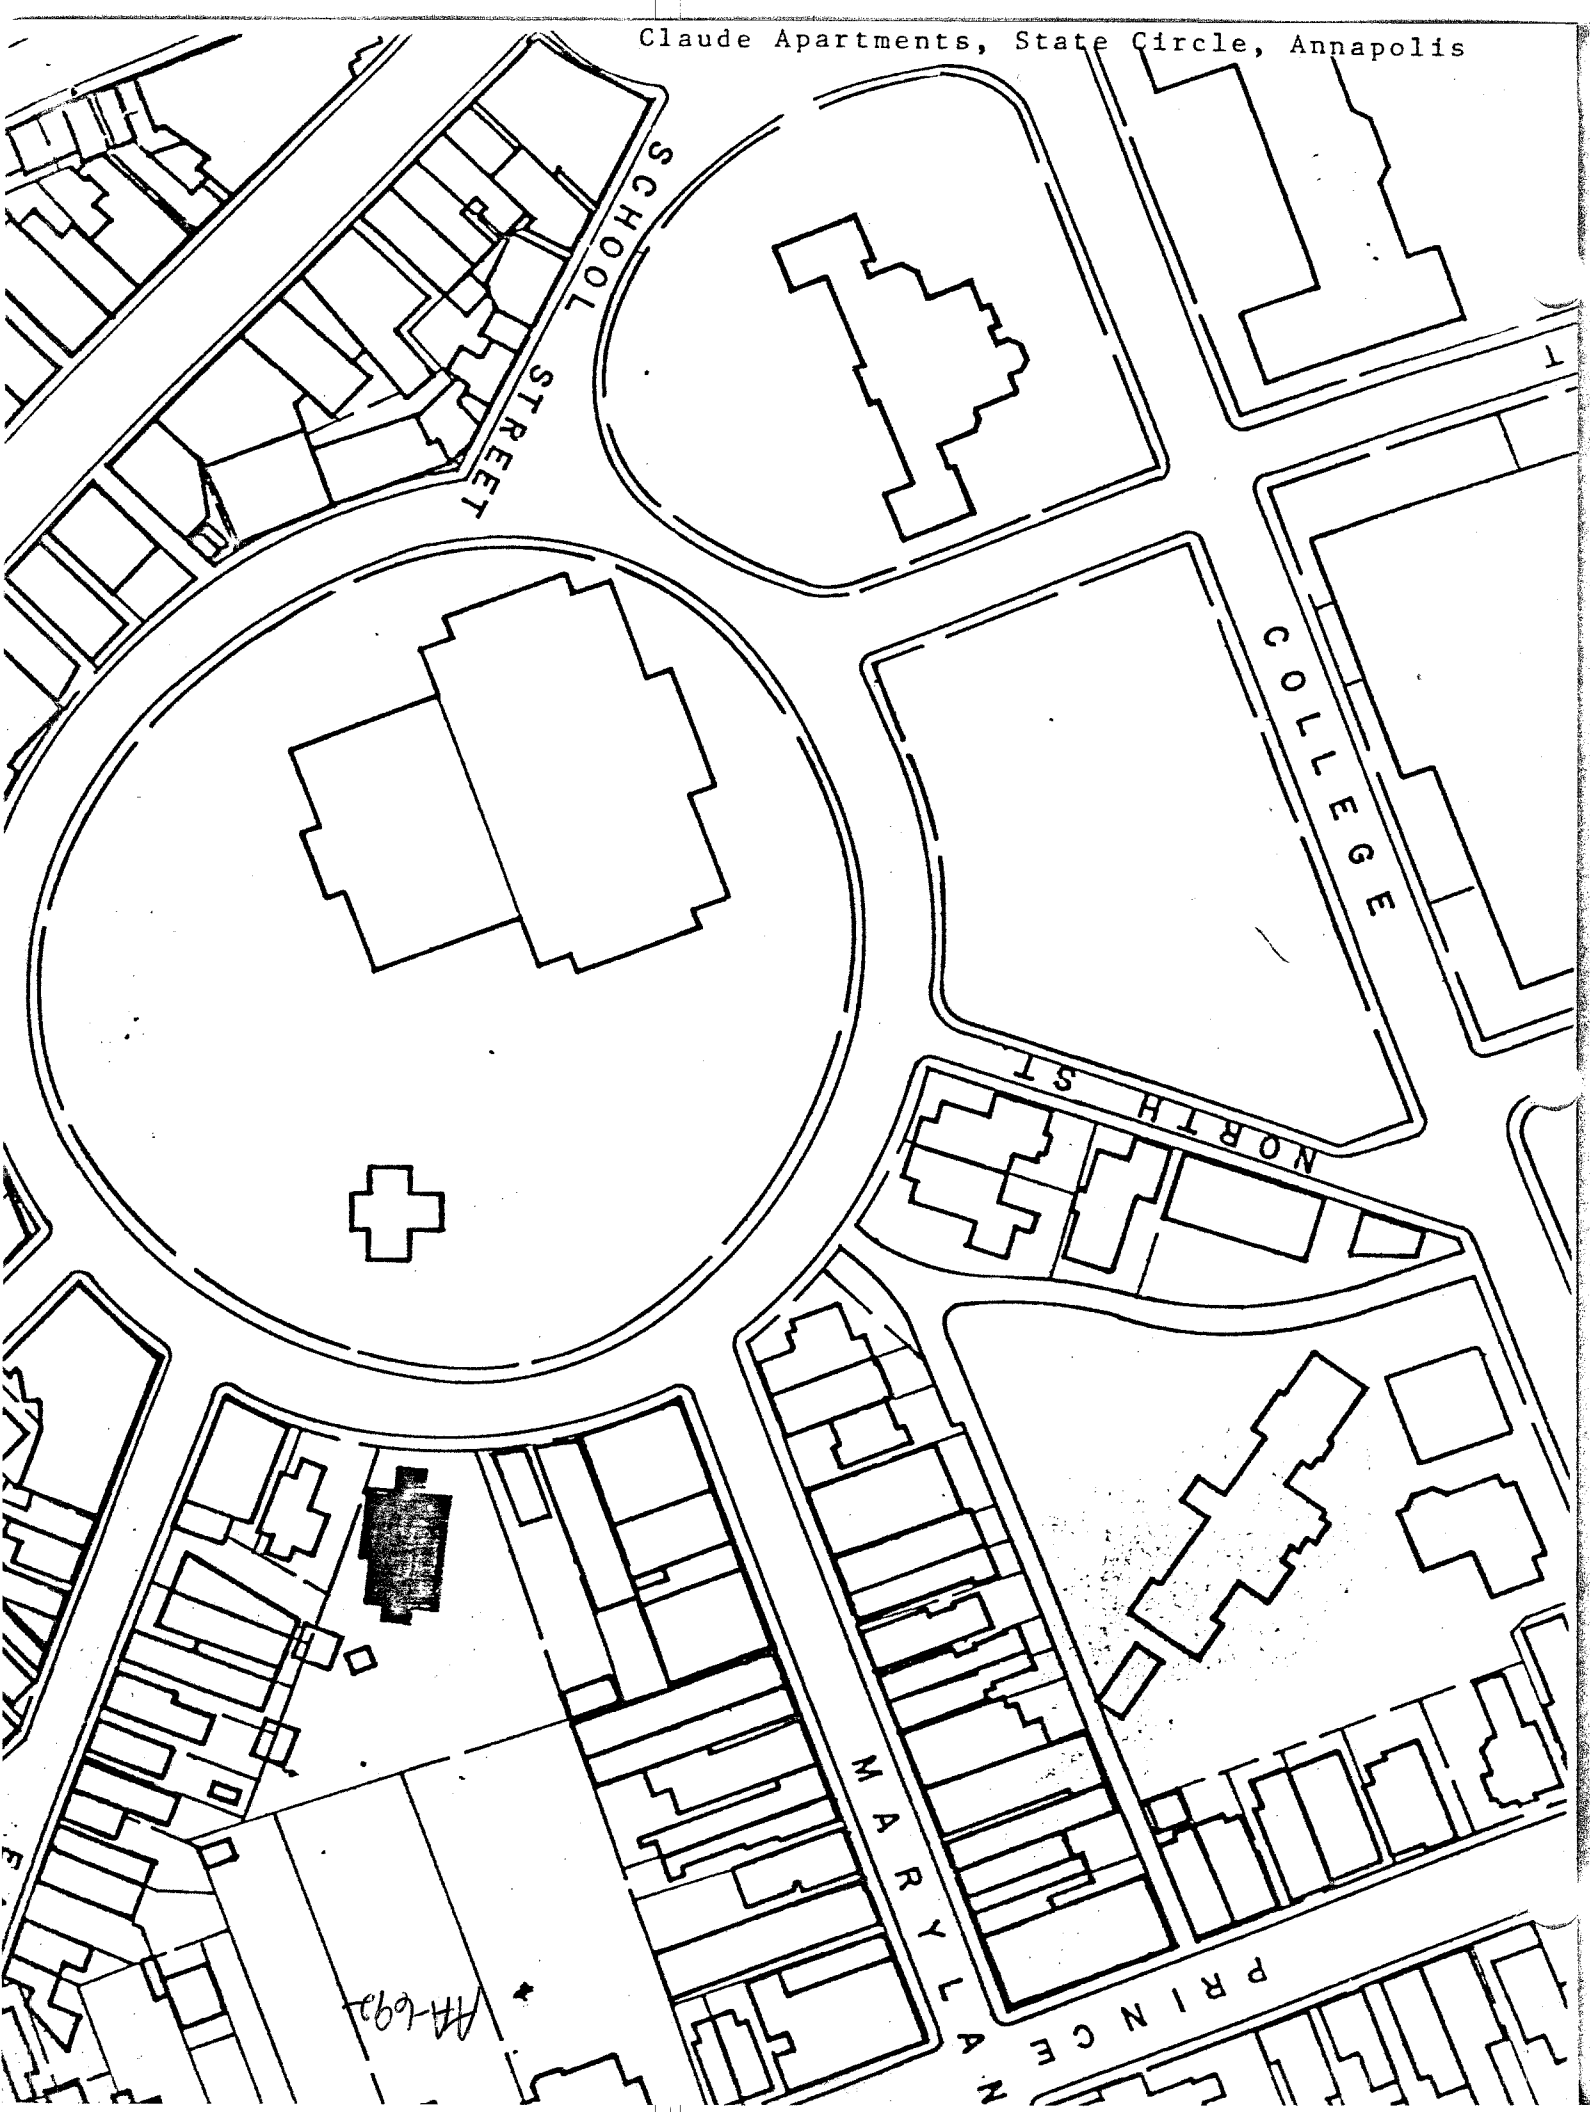 Claude Apartments, State Circle, Annapolis
SCHOOL STREET
T
COLLEGE
NORTH ST
MARYLAN
PRINCE
E
AA-692